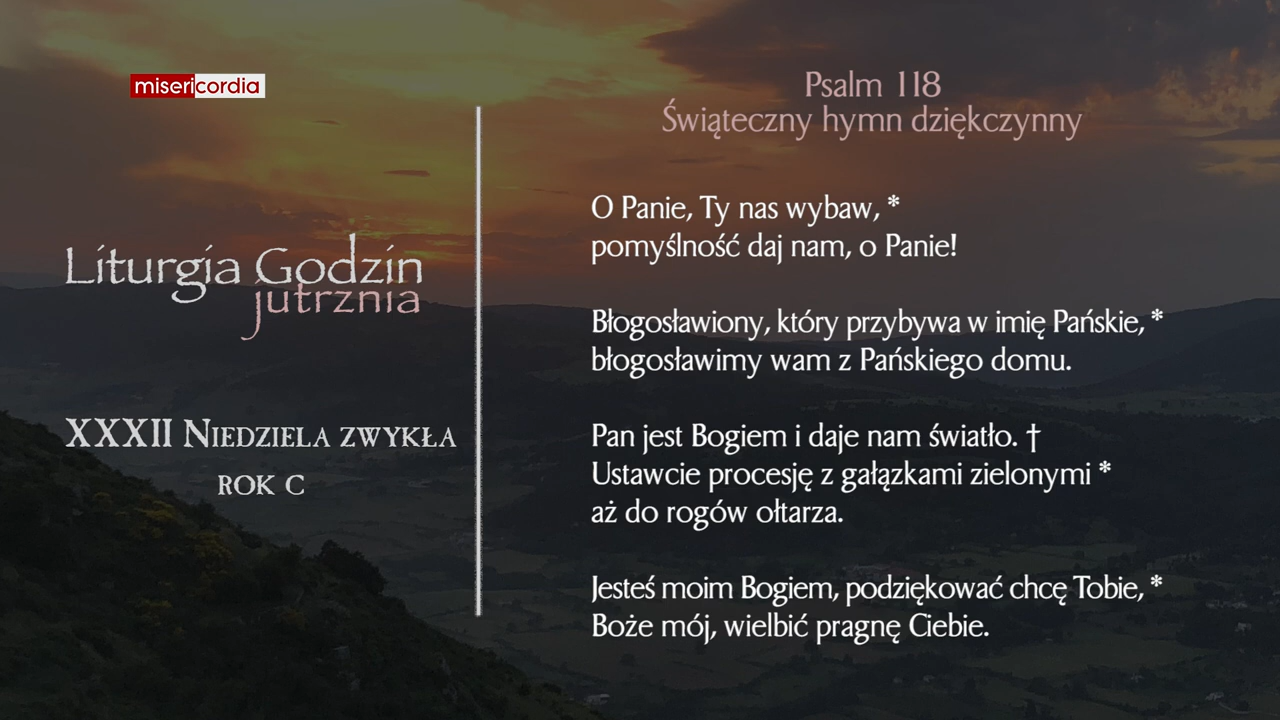 misericordia
Liturgia Godzin
jutrznia
XXXII Niedziela zwykła
rok C
Psalm 118
Świąteczny hymn dziękczynny
O Panie, Ty nas wybaw, *
pomyślność daj nam, o Panie!
Błogosławiony, który przybywa w imię Pańskie, *
błogosławimy wam z Pańskiego domu.
Pan jest Bogiem i daje nam światło. †
Ustawcie procesję z gałązkami zielonymi *
aż do rogów ołtarza.
Jesteś moim Bogiem, podziękować chcę Tobie, *
Boże mój, wielbić pragnę Ciebie.